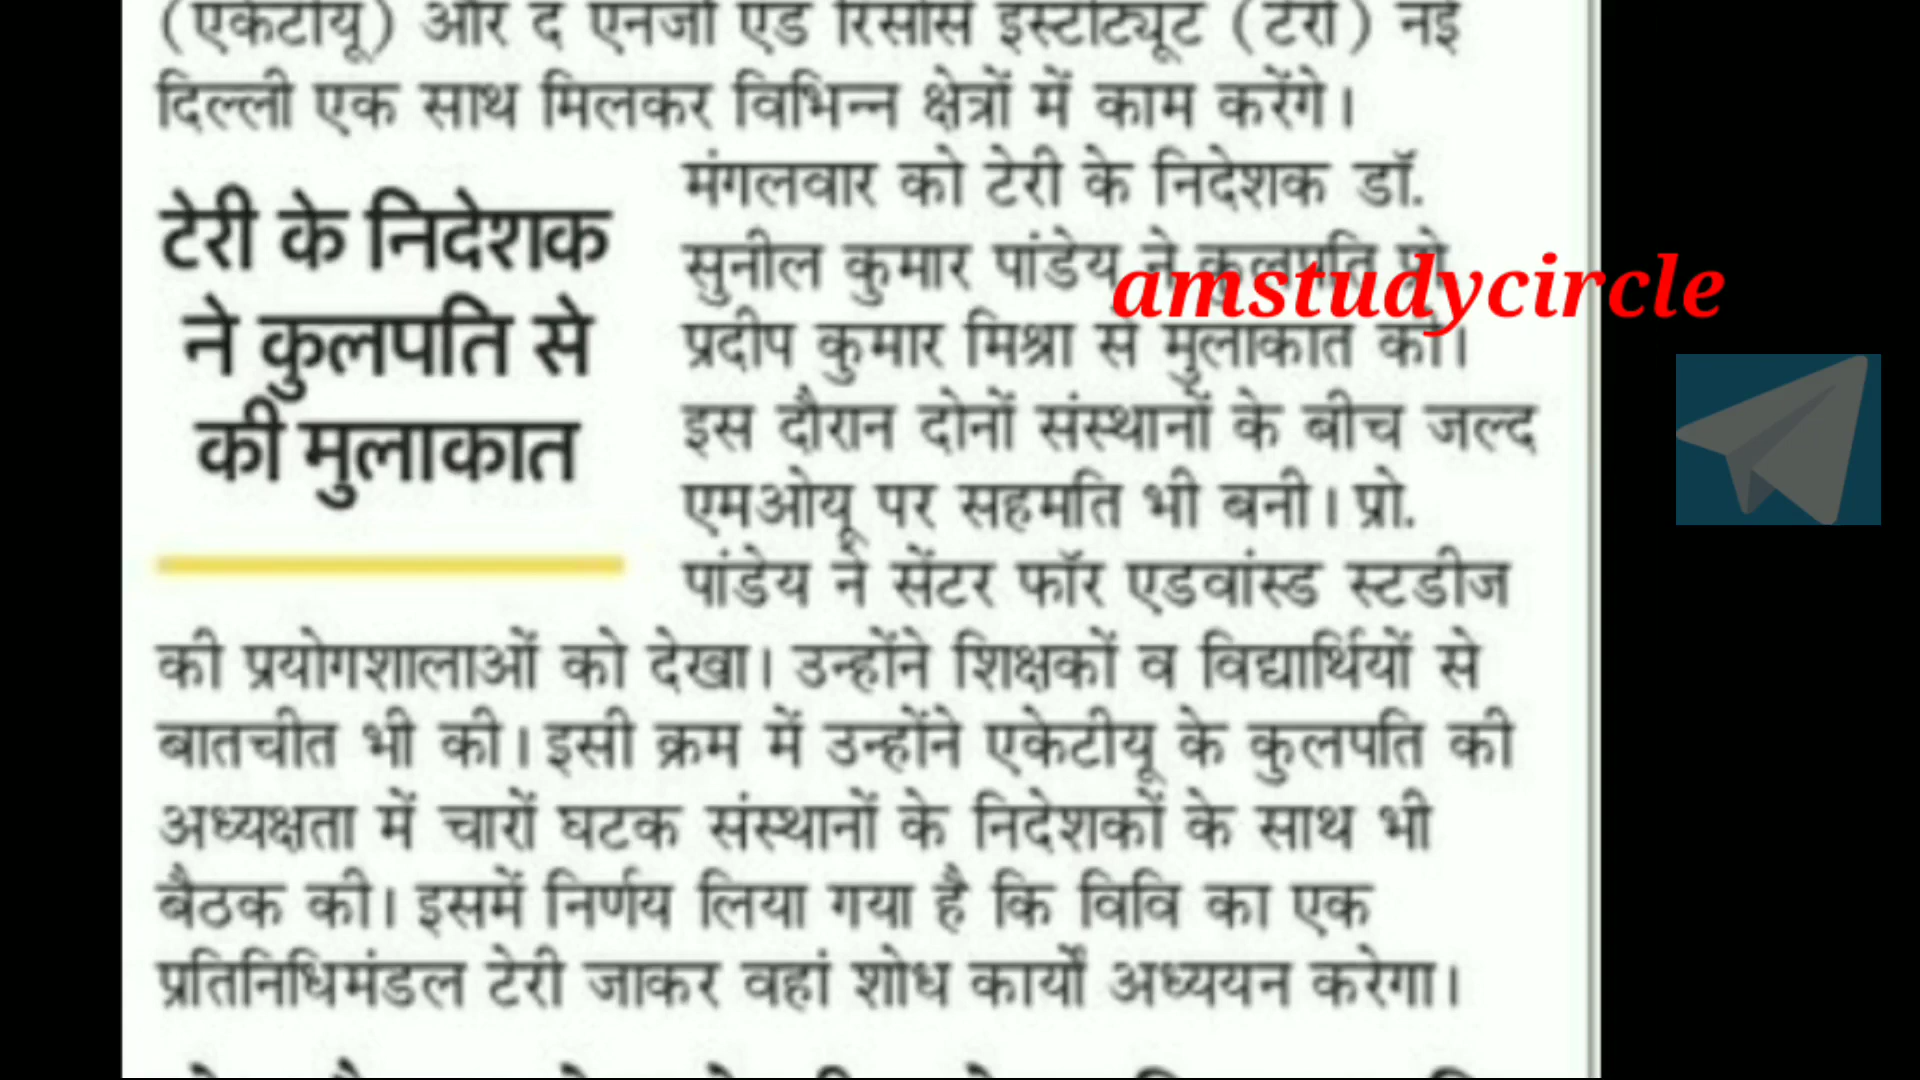 (एकेटीयू) और द एनर्जी एंड रिसोर्स इंस्टीट्यूट (टेरी) नई
दिल्ली एक साथ मिलकर विभिन्न क्षेत्रों में काम करेंगे।
टेरी के निदेशक
ने कुलपति से
की मुलाकात
मंगलवार को टेरी के निदेशक डॉ.
सुनील कुमार पांडेय ने कुलपति प्रो.
प्रदीप कुमार मिश्रा से मुलाकात की।
इस दौरान दोनों संस्थानों के बीच जल्द
एमओयू पर सहमति भी बनी। प्रो.
पांडेय ने सेंटर फॉर एडवांस्ड स्टडीज
की प्रयोगशालाओं को देखा। उन्होंने शिक्षकों व विद्यार्थियों से
बातचीत भी की। इसी क्रम में उन्होंने एकेटीयू के कुलपति की
अध्यक्षता में चारों घटक संस्थानों के निदेशकों के साथ भी
बैठक की। इसमें निर्णय लिया गया है कि विवि का एक
प्रतिनिधिमंडल टेरी जाकर वहां शोध कार्यों अध्ययन करेगा।
amstudycircle